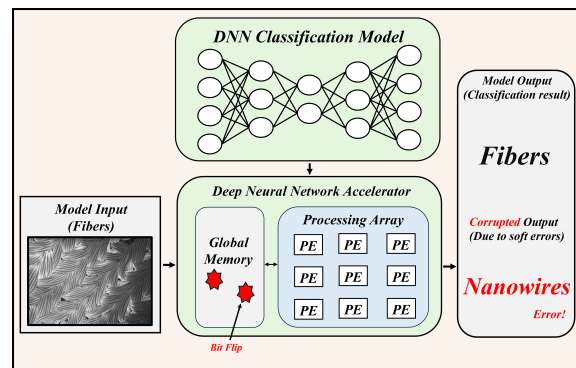 DNN Classification Model
Deep Neural Network Accelerator
Model Input
(Fibers)
Global
Memory
Bit Flip
Processing Array
PE PE PE
PE PE PE
PE PE PE
Model Output
(Classification result)
Fibers
Corrupted Output
(Due to soft errors)
Nanowires
Error!